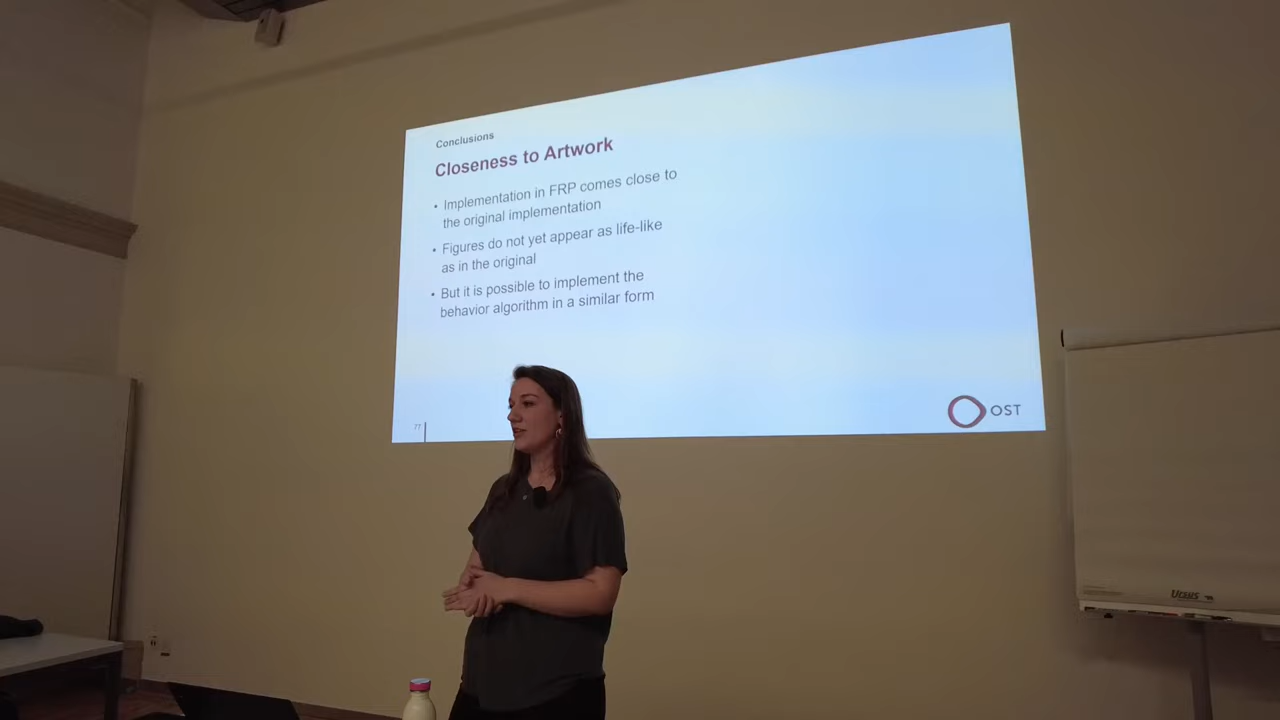 Conclusions
Closeness to Artwork
• Implementation in FRP comes close to
the original implementation
• Figures do not yet appear as life-like
as in the original
• But it is possible to implement the
behavior algorithm in a similar form
77
OST